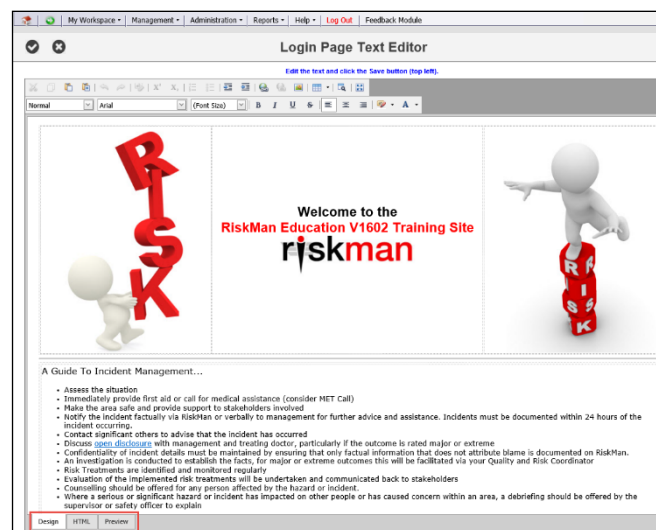 My Workspace Management Administration Reports Help Log Out Feedback Module
Login Page Text Editor
Edit the text and click the Save button (top left).
Normal Arial (Font Size) B I U S A
RISK
Welcome to the
RiskMan Education V1602 Training Site
riskman
RISK
RISK
A Guide To Incident Management...
• Assess the situation
• Immediately provide first aid or call for medical assistance (consider MET Call)
• Make the area safe and provide support to stakeholders involved
• Notify the incident factually via RiskMan or verbally to management for further advice and assistance. Incidents must be documented within 24 hours of the
incident occurring.
• Contact significant others to advise that the incident has occurred
• Discuss open disclosure with management and treating doctor, particularly if the outcome is rated major or extreme
• Confidentiality of incident details must be maintained by ensuring that only factual information that does not attribute blame is documented on RiskMan.
• An investigation is conducted to establish the facts, for major or extreme outcomes this will be facilitated via your Quality and Risk Coordinator
• Risk Treatments are identified and monitored regularly
• Evaluation of the implemented risk treatments will be undertaken and communicated back to stakeholders
• Counselling should be offered for any person affected by the hazard or incident.
• Where a serious or significant hazard or incident has impacted on other people or has caused concern within an area, a debriefing should be offered by the
supervisor or safety officer to explain
Design HTML Preview